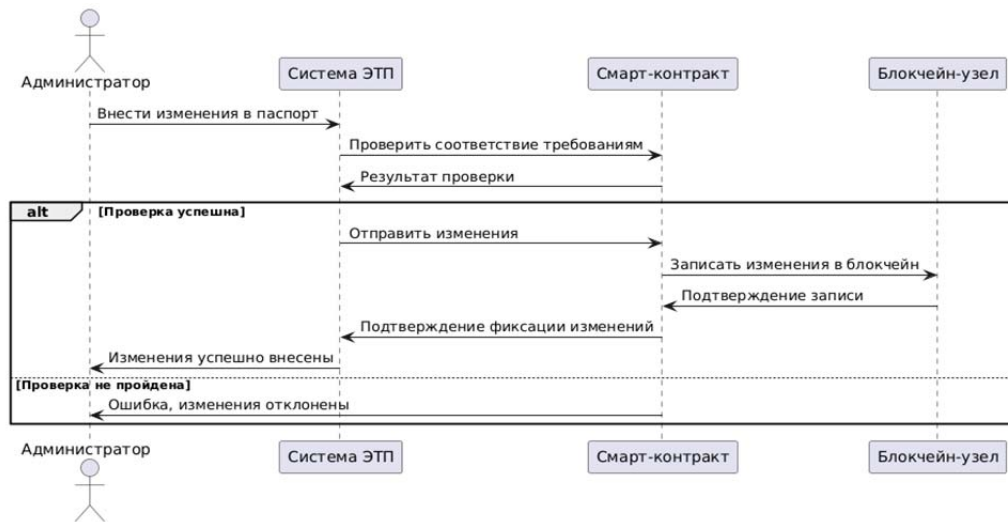 Администратор
Система ЭТП
Смарт-контракт
Блокчейн-узел
Внести изменения в паспорт
Проверить соответствие требованиям
Результат проверки
alt
[Проверка успешна]
Отправить изменения
Записать изменения в блокчейн
Подтверждение записи
Подтверждение фиксации изменений
Изменения успешно внесены
[Проверка не пройдена]
Ошибка, изменения отклонены
Администратор
Система ЭТП
Смарт-контракт
Блокчейн-узел